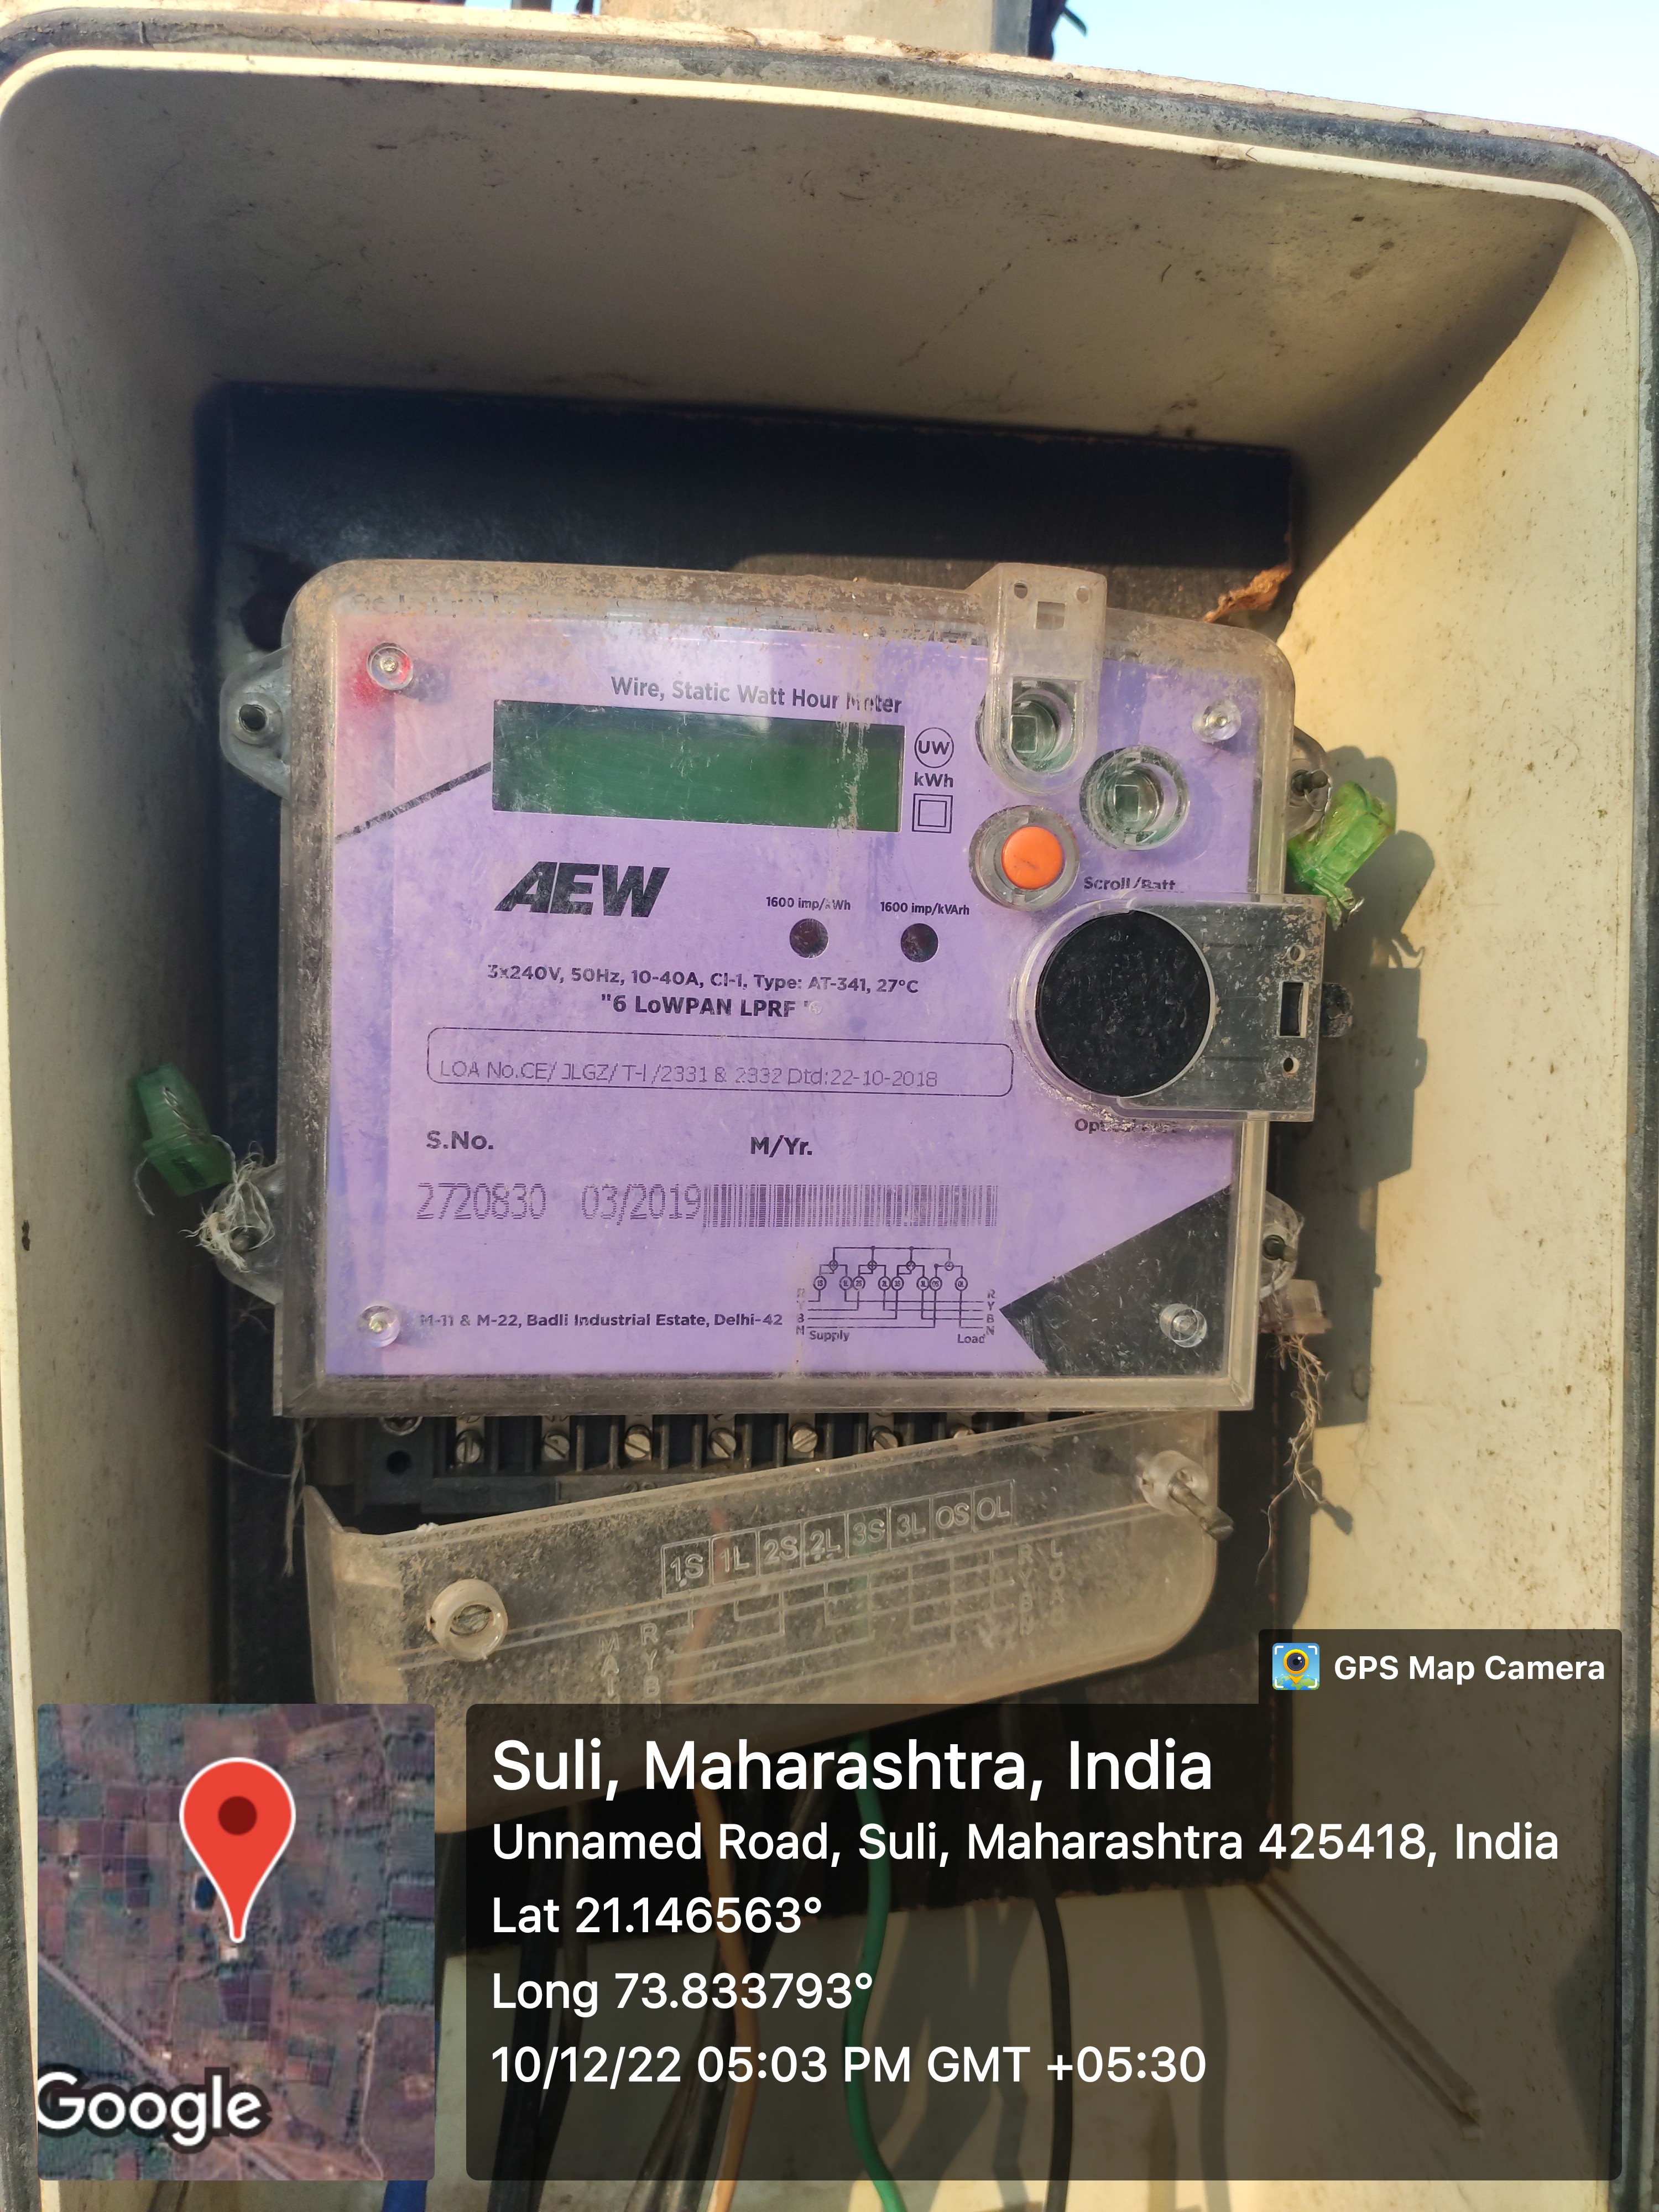 Wire, Static Watt Hour Meter
UW
kWh
AEW
Scroll/Batt.
1600 imp/kWh 1600 imp/kVArh
3x240V, 50Hz, 10-40A, Cl-1, Type: AT-341, 27°C
"6 LoWPAN LPRF "
LOA No.CE/ JLGZ/ T-I /2331 & 2332 Dtd:22-10-2018
S.No. M/Yr.
2720830 03/2019
R Y B N Supply
R Y B N Load
M-11 & M-22, Badli Industrial Estate, Delhi-42
1S 1L 2S 2L 3S 3L OS OL
R
Y
B
GPS Map Camera
Suli, Maharashtra, India
Unnamed Road, Suli, Maharashtra 425418, India
Lat 21.146563°
Long 73.833793°
10/12/22 05:03 PM GMT +05:30
Google